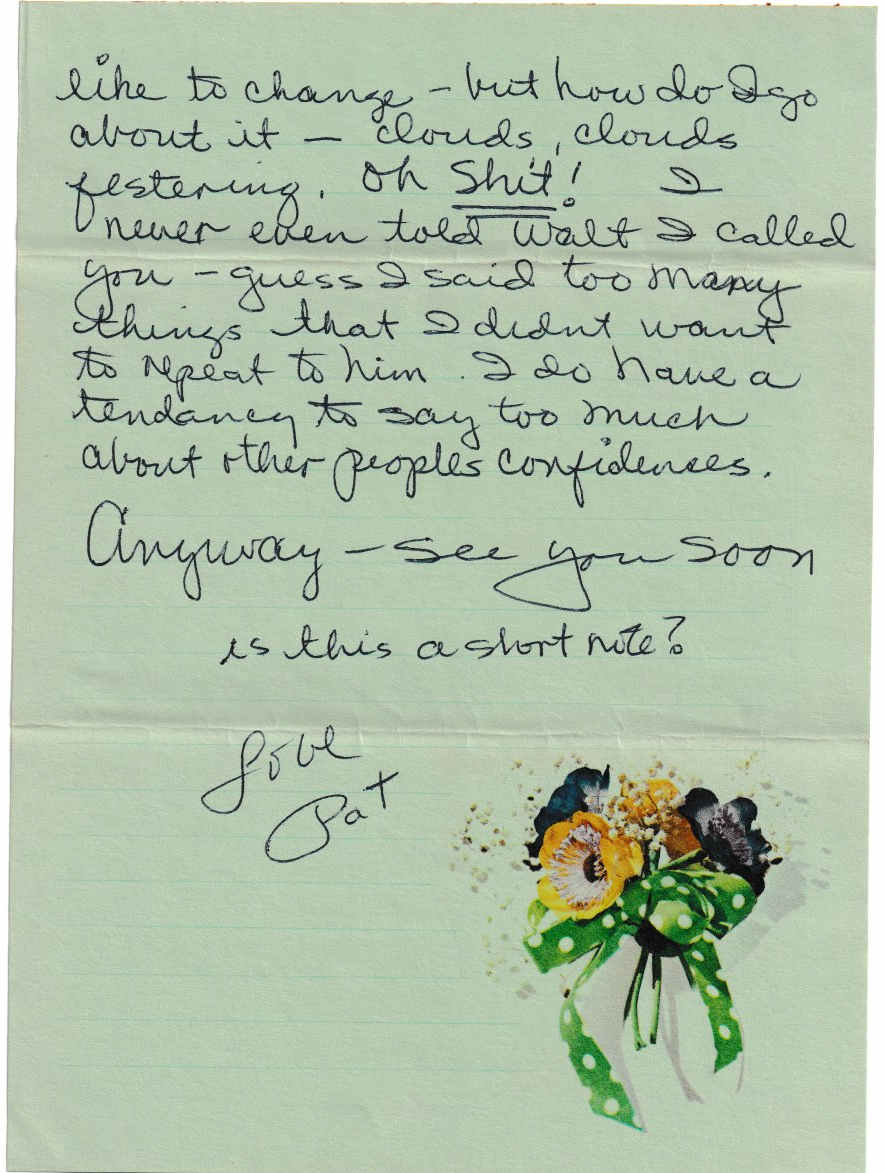 like to change - but how do I go
about it — clouds, clouds
festering. Oh Shit! I
never even told Walt I called
you - guess I said too many
things that I didnt want
to repeat to him. I do have a
tendancy to say too much
about other peoples confidences.
Anyway - see you soon
is this a short note?
Love
Pat